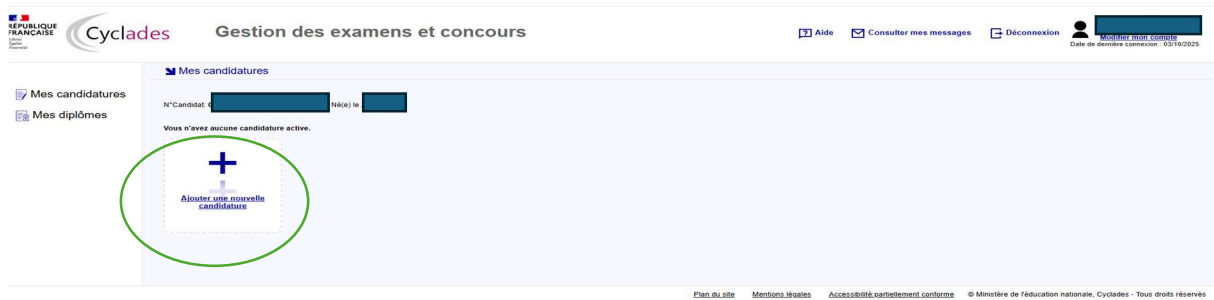 RÉPUBLIQUE
FRANÇAISE
Liberté
Égalité
Fraternité
Cyclades
Gestion des examens et concours
Aide
Consulter mes messages
Déconnexion
Modifier mon compte
Date de dernière connexion : 03/10/2025
Mes candidatures
Mes candidatures
Mes diplômes
N°Candidat: Né(e) le
Vous n'avez aucune candidature active.
Ajouter une nouvelle
candidature
Plan du site Mentions légales Accessibilité:partiellement conforme © Ministère de l'éducation nationale, Cyclades - Tous droits réservés